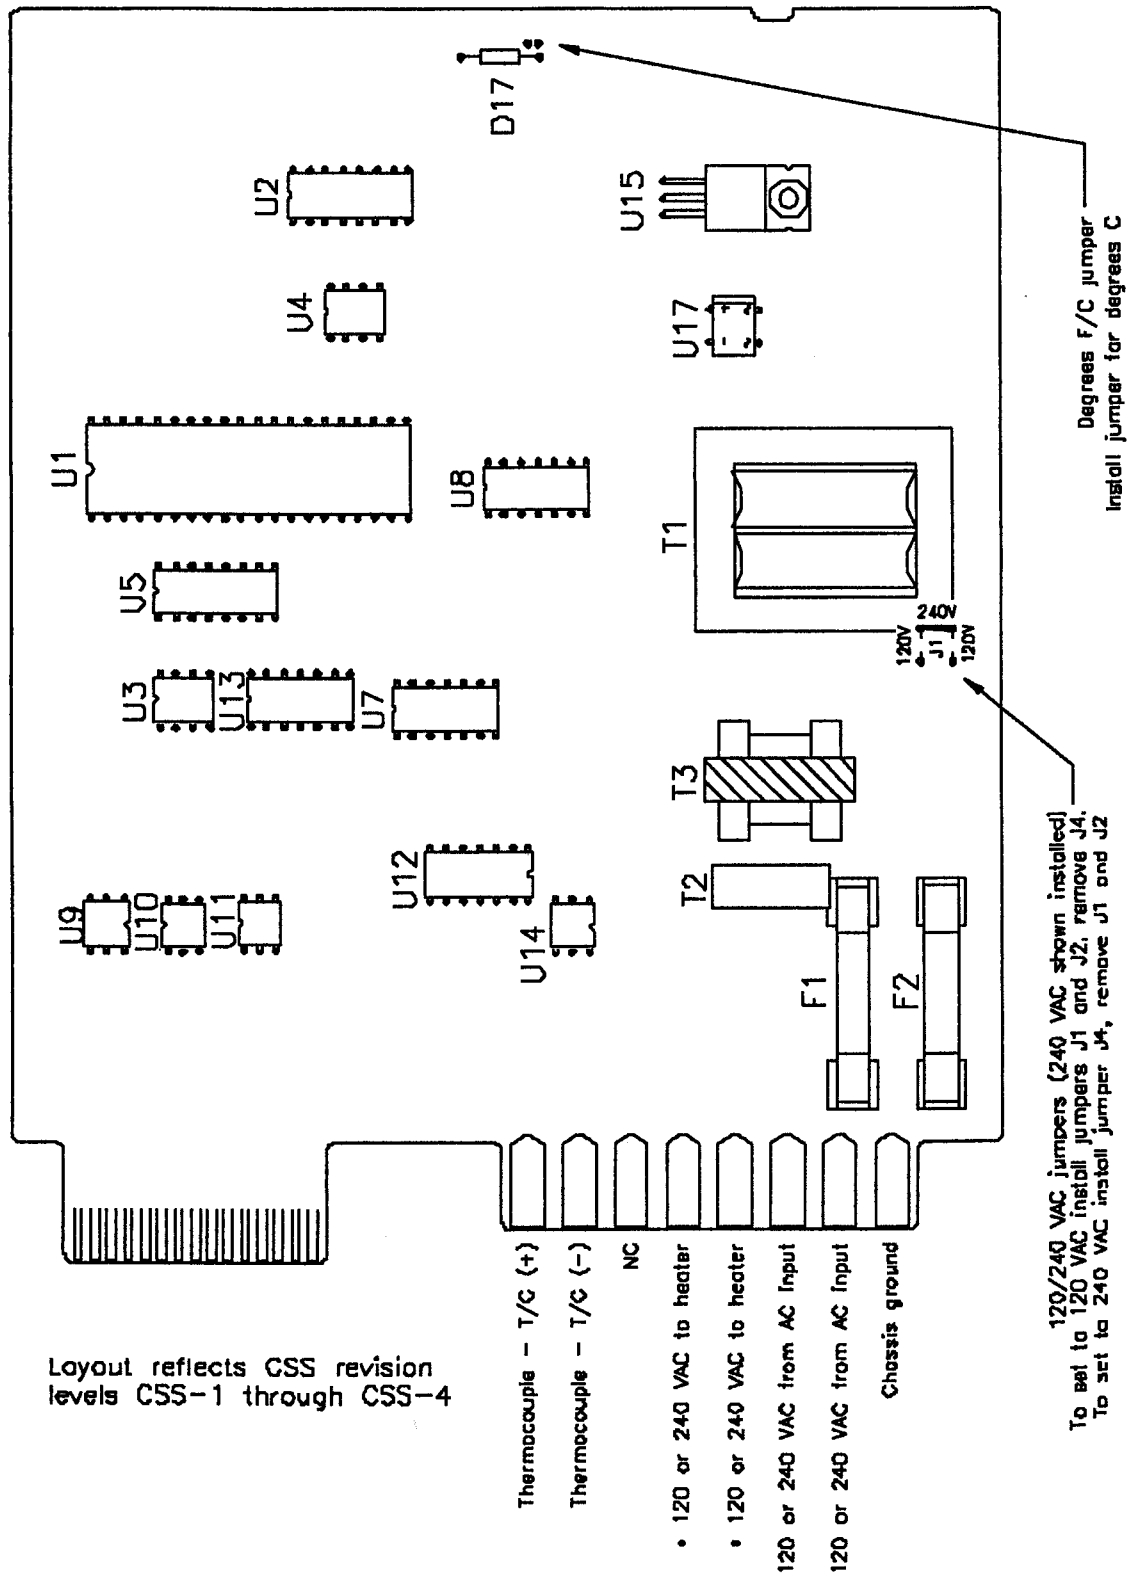 D17
U2
U15
U4
U17
U1
U8
T1
U5
240V
120V
J1
120V
U3
U13
U7
T3
U12
T2
U9
U10
U11
U14
F1
F2
Degrees F/C jumper
Install jumper for degrees C
120/240 VAC jumpers (240 VAC shown installed)
To set to 120 VAC install jumpers J1 and J2, remove J4.
To set to 240 VAC install jumper J4, remove J1 and J2
Thermocouple - T/C (+)
Thermocouple - T/C (-)
NC
• 120 or 240 VAC to heater
• 120 or 240 VAC to heater
120 or 240 VAC from AC Input
120 or 240 VAC from AC Input
Chassis ground
Layout reflects CSS revision
levels CSS-1 through CSS-4